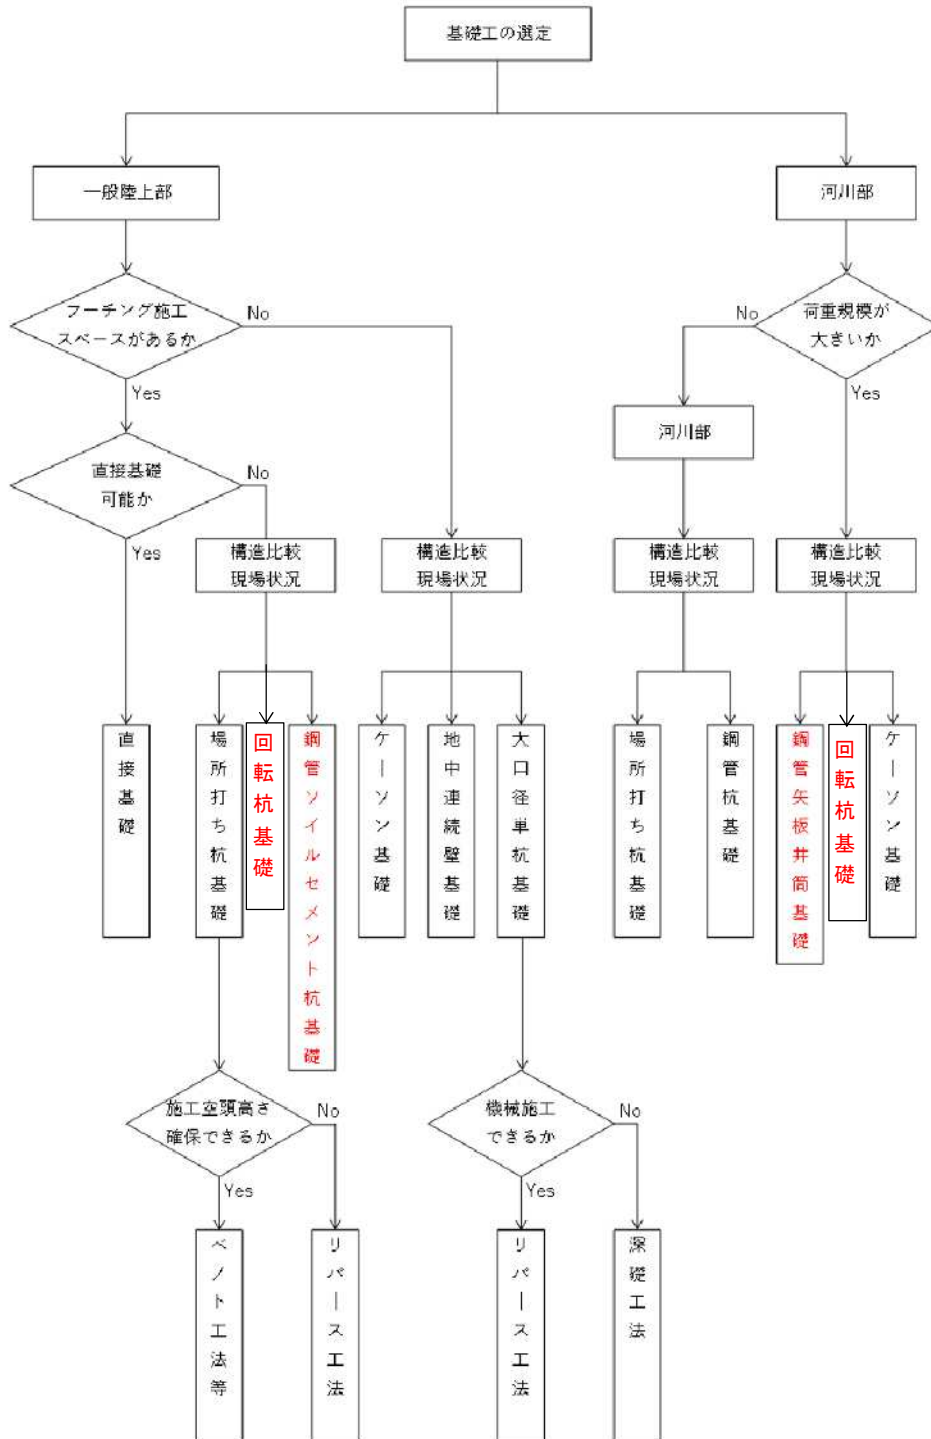 基礎工の選定
一般陸上部
河川部
フーチング施工
スペースがあるか
No
Yes
荷重規模が
大きいか
No
Yes
河川部
直接基礎
可能か
No
Yes
構造比較
現場状況
構造比較
現場状況
構造比較
現場状況
構造比較
現場状況
直接基礎
場所打ち杭基礎
回転杭基礎
鋼管ソイルセメント杭基礎
ケーソン基礎
地中連続壁基礎
大口径単杭基礎
場所打ち杭基礎
鋼管杭基礎
鋼管矢板井筒基礎
回転杭基礎
ケーソン基礎
施工空頭高さ
確保できるか
No
Yes
機械施工
できるか
No
Yes
ベノト工法等
リバース工法
リバース工法
深礎工法